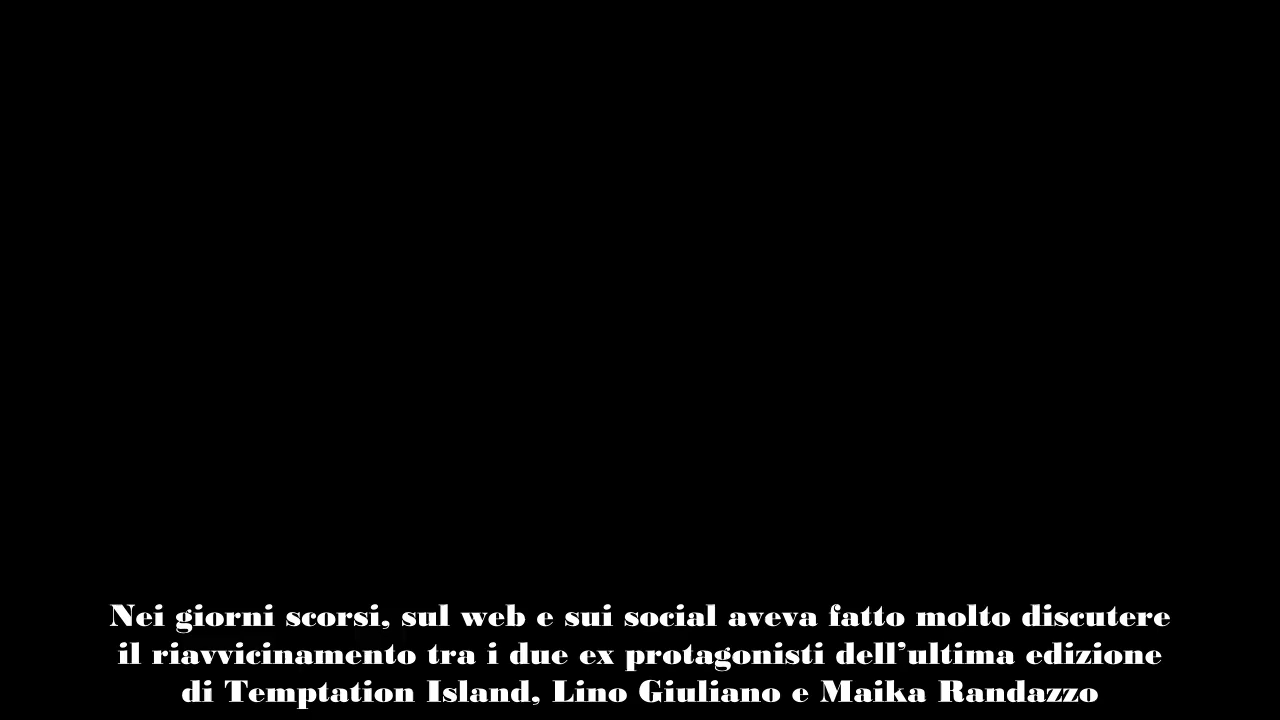 Nei giorni scorsi, sul web e sui social aveva fatto molto discutere
il riavvicinamento tra i due ex protagonisti dell’ultima edizione
di Temptation Island, Lino Giuliano e Maika Randazzo